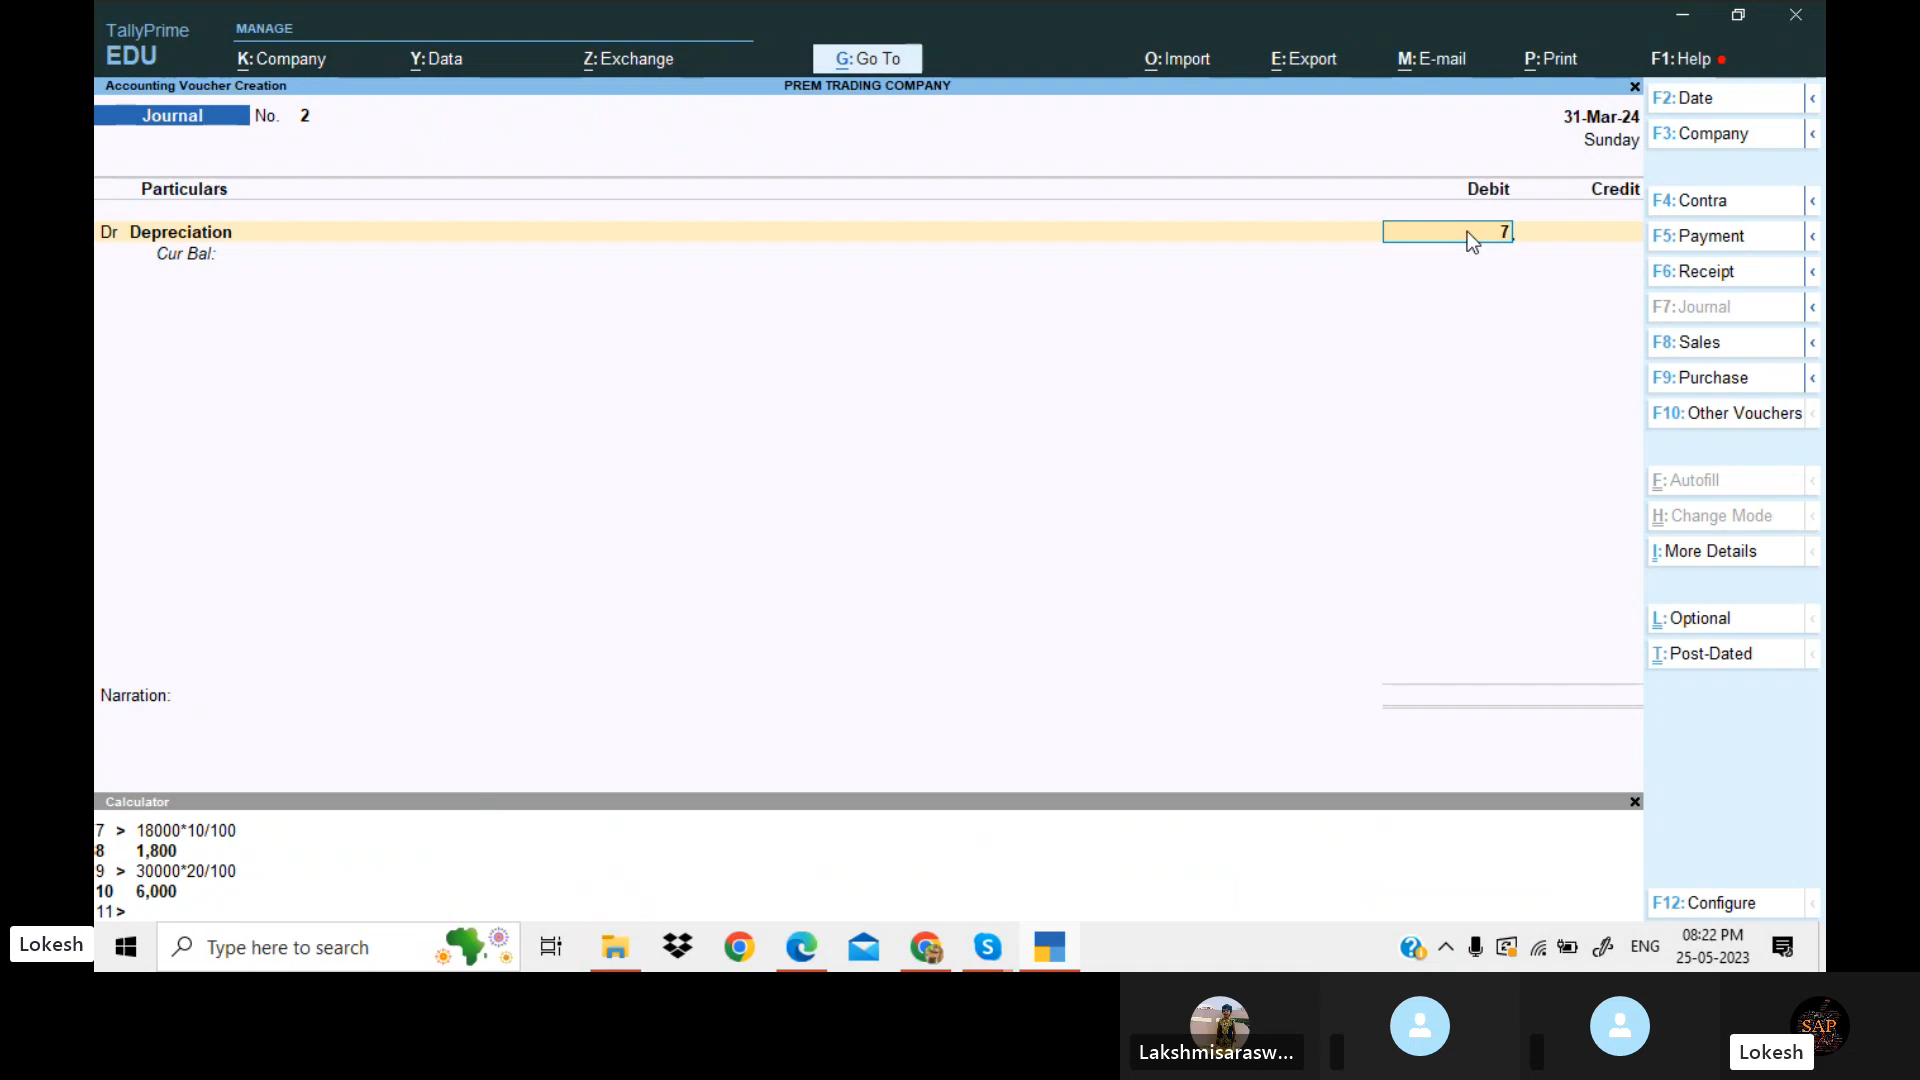 TallyPrime
EDU
MANAGE
K: Company
Y: Data
Z: Exchange
G: Go To
O: Import
E: Export
M: E-mail
P: Print
F1: Help
Accounting Voucher Creation
PREM TRADING COMPANY
Journal No. 2
31-Mar-24
Sunday
Particulars
Debit
Credit
Dr Depreciation
7
Cur Bal:
Narration:
F2: Date
F3: Company
F4: Contra
F5: Payment
F6: Receipt
F7: Journal
F8: Sales
F9: Purchase
F10: Other Vouchers
F: Autofill
H: Change Mode
I: More Details
L: Optional
T: Post-Dated
F12: Configure
Calculator
7 > 18000*10/100
8 1,800
9 > 30000*20/100
10 6,000
11>
Lokesh
Type here to search
ENG
08:22 PM
25-05-2023
Lakshmisarasw...
SAP
Lokesh